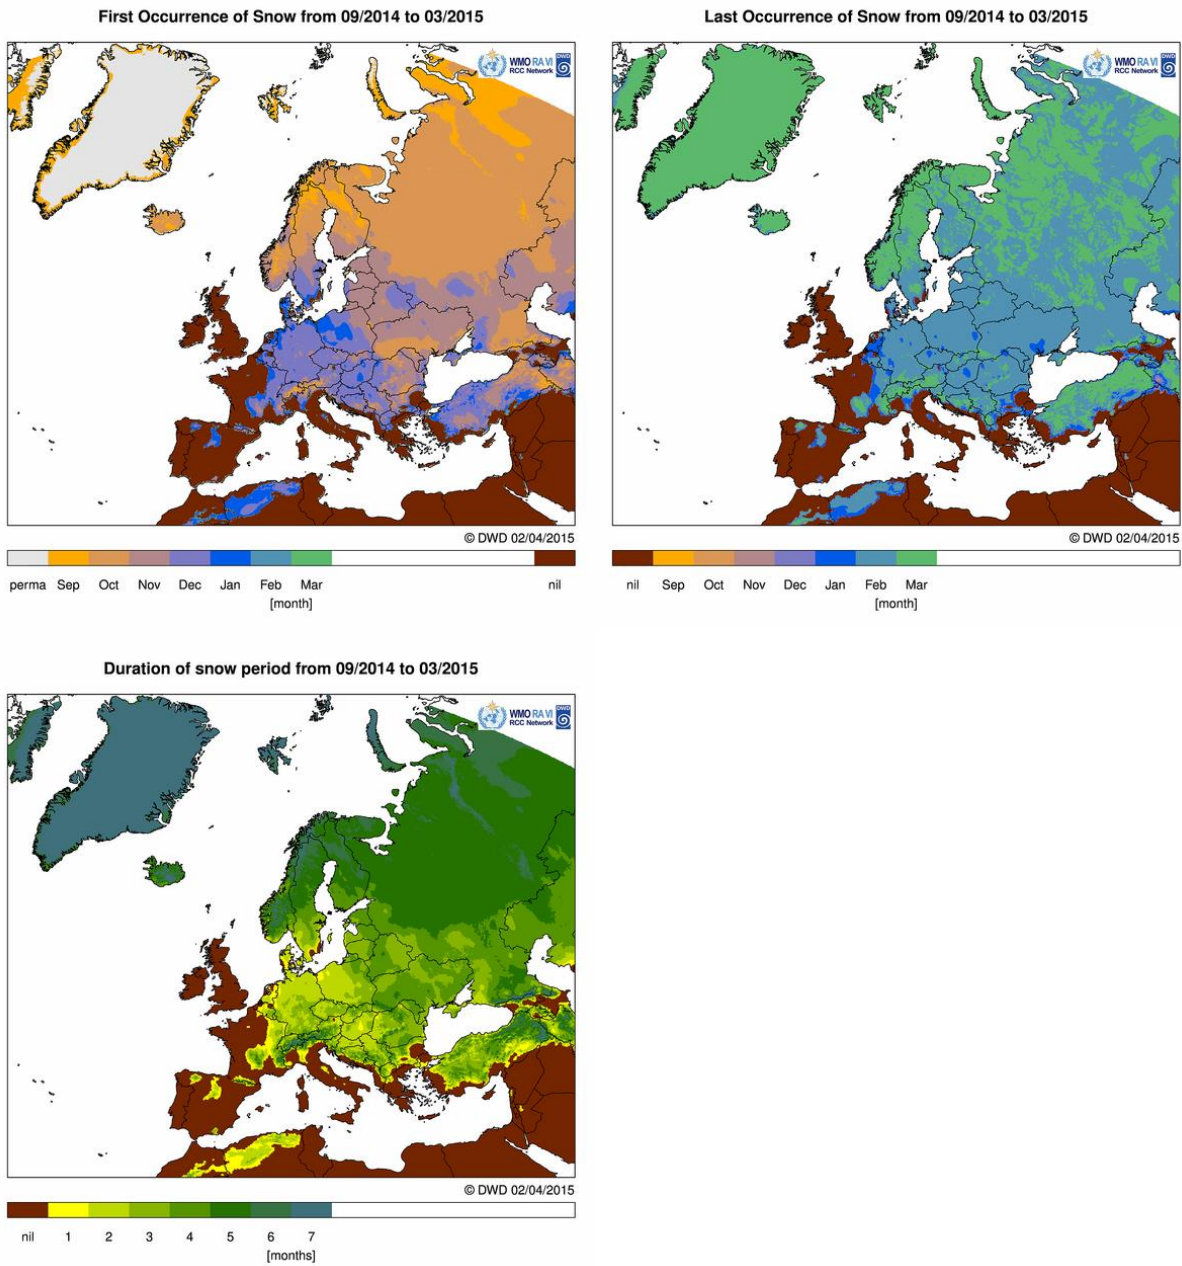 First Occurrence of Snow from 09/2014 to 03/2015
WMO RA VI
RCC Network
DWD
© DWD 02/04/2015
perma Sep Oct Nov Dec Jan Feb Mar nil
[month]
Last Occurrence of Snow from 09/2014 to 03/2015
WMO RA VI
RCC Network
DWD
© DWD 02/04/2015
nil Sep Oct Nov Dec Jan Feb Mar
[month]
Duration of snow period from 09/2014 to 03/2015
WMO RA VI
RCC Network
DWD
© DWD 02/04/2015
nil 1 2 3 4 5 6 7
[months]